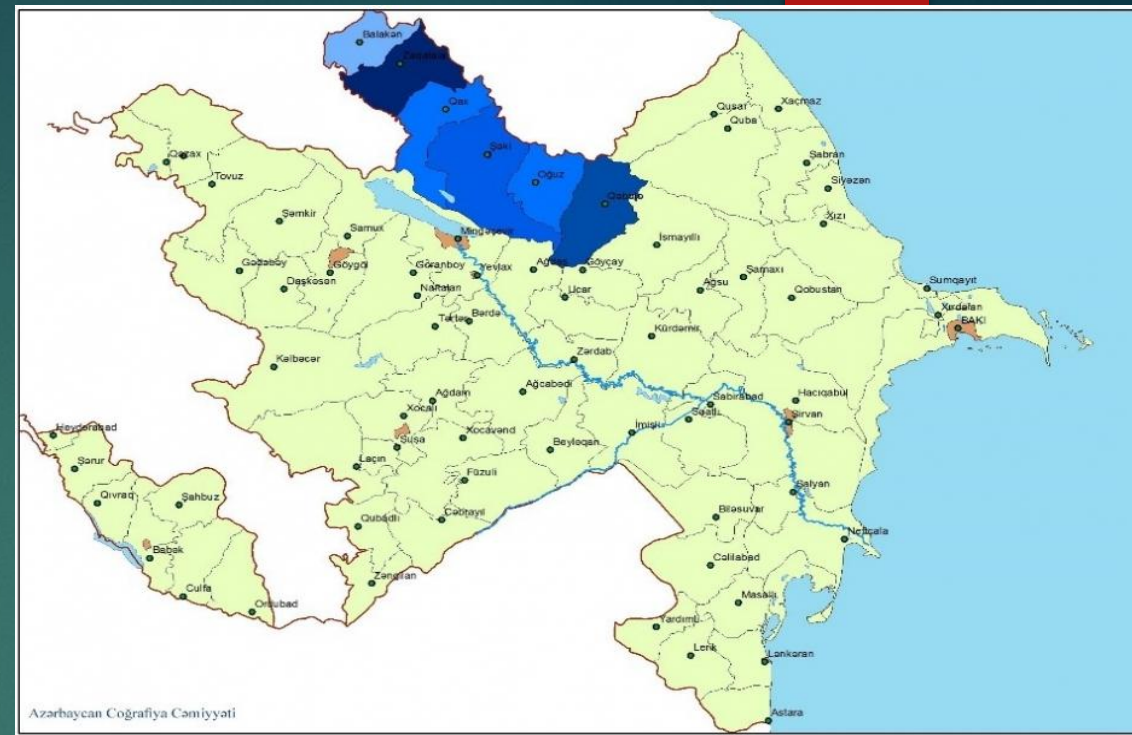 Balakən
Zaqatala
Qax
Şəki
Oğuz
Qəbələ
Qusar
Xaçmaz
Quba
Şabran
Siyəzən
Xızı
Qazax
Tovuz
Şəmkir
Samux
Mingəçevir
İsmayıllı
Gədəbəy
Daşkəsən
Göygöl
Goranboy
Yevlax
Ağdaş
Göyçay
Ağsu
Şamaxı
Qobustan
Sumqayıt
Xırdalan
BAKI
Naftalan
Ucar
Tərtər
Bərdə
Kürdəmir
Kəlbəcər
Zərdab
Ağdam
Ağcabədi
Xocalı
Sabirabad
Saatlı
Hacıqabul
Şirvan
Heydərabad
Şərur
Şuşa
Xocavənd
Beyləqan
İmişli
Laçın
Füzuli
Qıvraq
Şahbuz
Salyan
Qubadlı
Cəbrayıl
Biləsuvar
Neftçala
Babək
Cəlilabad
Culfa
Ordubad
Zəngilan
Masallı
Yardımlı
Lerik
Lənkəran
Astara
Azərbaycan Coğrafiya Cəmiyyəti